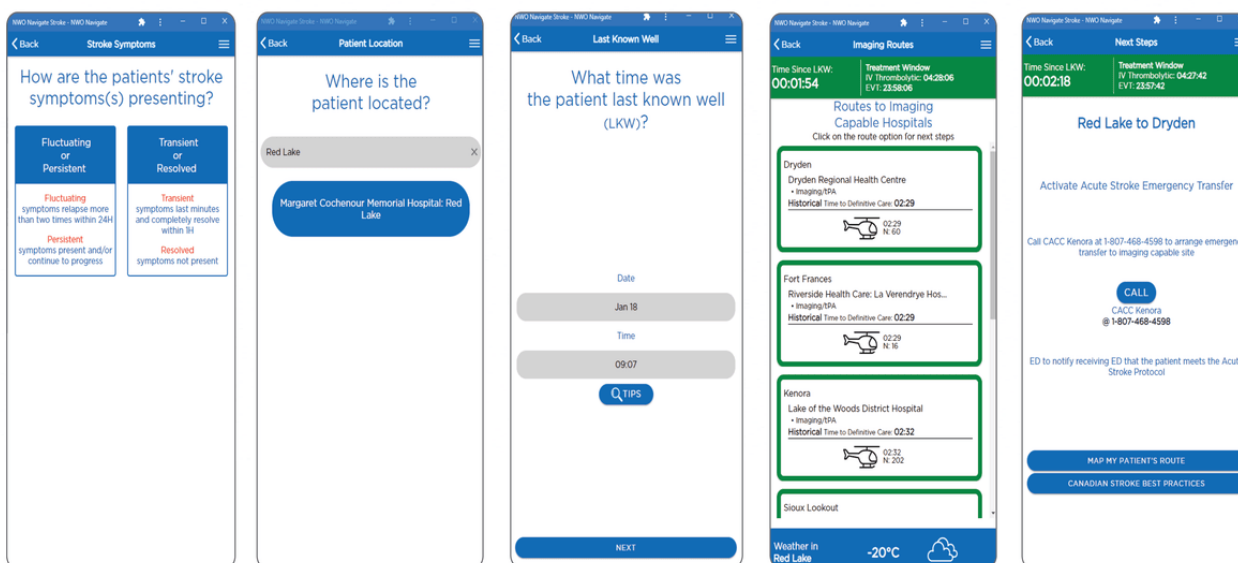 NWO Navigate Stroke - NWO Navigate
Back
Stroke Symptoms
How are the patients' stroke
symptoms(s) presenting?
Fluctuating
or
Persistent
Fluctuating
symptoms relapse more
than two times within 24H
Persistent
symptoms present and/or
continue to progress
Transient
or
Resolved
Transient
symptoms last minutes
and completely resolve
within 1H
Resolved
symptoms not present
NWO Navigate Stroke - NWO Navigate
Back
Patient Location
Where is the
patient located?
Red Lake X
Margaret Cochenour Memorial Hospital: Red
Lake
NWO Navigate Stroke - NWO Navigate
Back
Last Known Well
What time was
the patient last known well
(LKW)?
Date
Jan 18
Time
09:07
TIPS
NEXT
NWO Navigate Stroke - NWO Navigate
Back
Imaging Routes
Time Since LKW:
00:01:54
Treatment Window
IV Thrombolytic: 04:28:06
EVT: 23:58:06
Routes to Imaging
Capable Hospitals
Click on the route option for next steps
Dryden
Dryden Regional Health Centre
• Imaging/tPA
Historical Time to Definitive Care: 02:29
02:29
N: 60
Fort Frances
Riverside Health Care: La Verendrye Hos...
• Imaging/tPA
Historical Time to Definitive Care: 02:29
02:29
N: 16
Kenora
Lake of the Woods District Hospital
• Imaging/tPA
Historical Time to Definitive Care: 02:32
02:32
N: 202
Sioux Lookout
Weather in
Red Lake
-20°C
NWO Navigate Stroke - NWO Navigate
Back
Next Steps
Time Since LKW:
00:02:18
Treatment Window
IV Thrombolytic: 04:27:42
EVT: 23:57:42
Red Lake to Dryden
Activate Acute Stroke Emergency Transfer
Call CACC Kenora at 1-807-468-4598 to arrange emergenc
transfer to imaging capable site
CALL
CACC Kenora
@ 1-807-468-4598
ED to notify receiving ED that the patient meets the Acut
Stroke Protocol
MAP MY PATIENT'S ROUTE
CANADIAN STROKE BEST PRACTICES